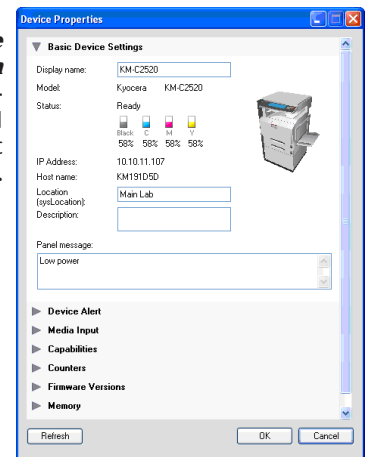 Device Properties
Basic Device Settings
Display name: KM-C2520
Model: Kyocera KM-C2520
Status: Ready
Black C M Y
58% 58% 58% 58%
IP Address: 10.10.11.107
Host name: KM191D5D
Location
(sysLocation): Main Lab
Description:
Panel message:
Low power
Device Alert
Media Input
Capabilities
Counters
Firmware Versions
Memory
Refresh OK Cancel